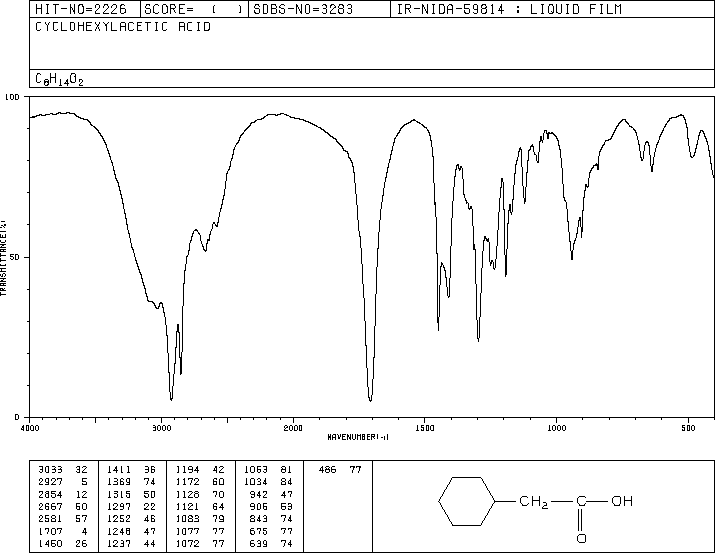 HIT-NO=2226 SCORE= ( ) SDBS-NO=3283 IR-NIDA-59814 : LIQUID FILM
CYCLOHEXYLACETIC ACID
C8H14O2
100
TRANSMITTANCE(%)
50
0
4000 3000 2000 1500 1000 500
WAVENUMBER(-1)
3033 32 1411 36 1194 42 1063 81 486 77
2927 5 1369 74 1172 60 1034 84
2854 12 1315 50 1128 70 942 47
2667 50 1297 22 1121 64 906 53
2581 57 1252 46 1083 79 843 74
1707 4 1248 47 1077 77 675 77
1450 26 1237 44 1072 77 639 74
CH2 C OH
O